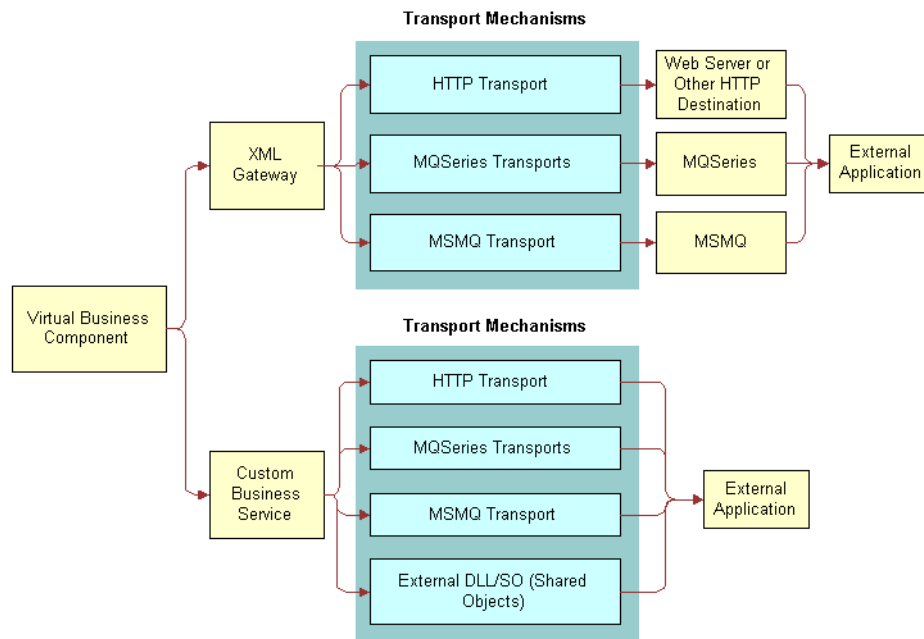 Transport Mechanisms
HTTP Transport
Web Server or
Other HTTP
Destination
XML
Gateway
MQSeries Transports
MQSeries
External
Application
MSMQ Transport
MSMQ
Virtual Business
Component
Transport Mechanisms
HTTP Transport
MQSeries Transports
Custom
Business
Service
MSMQ Transport
External
Application
External DLL/SO (Shared
Objects)